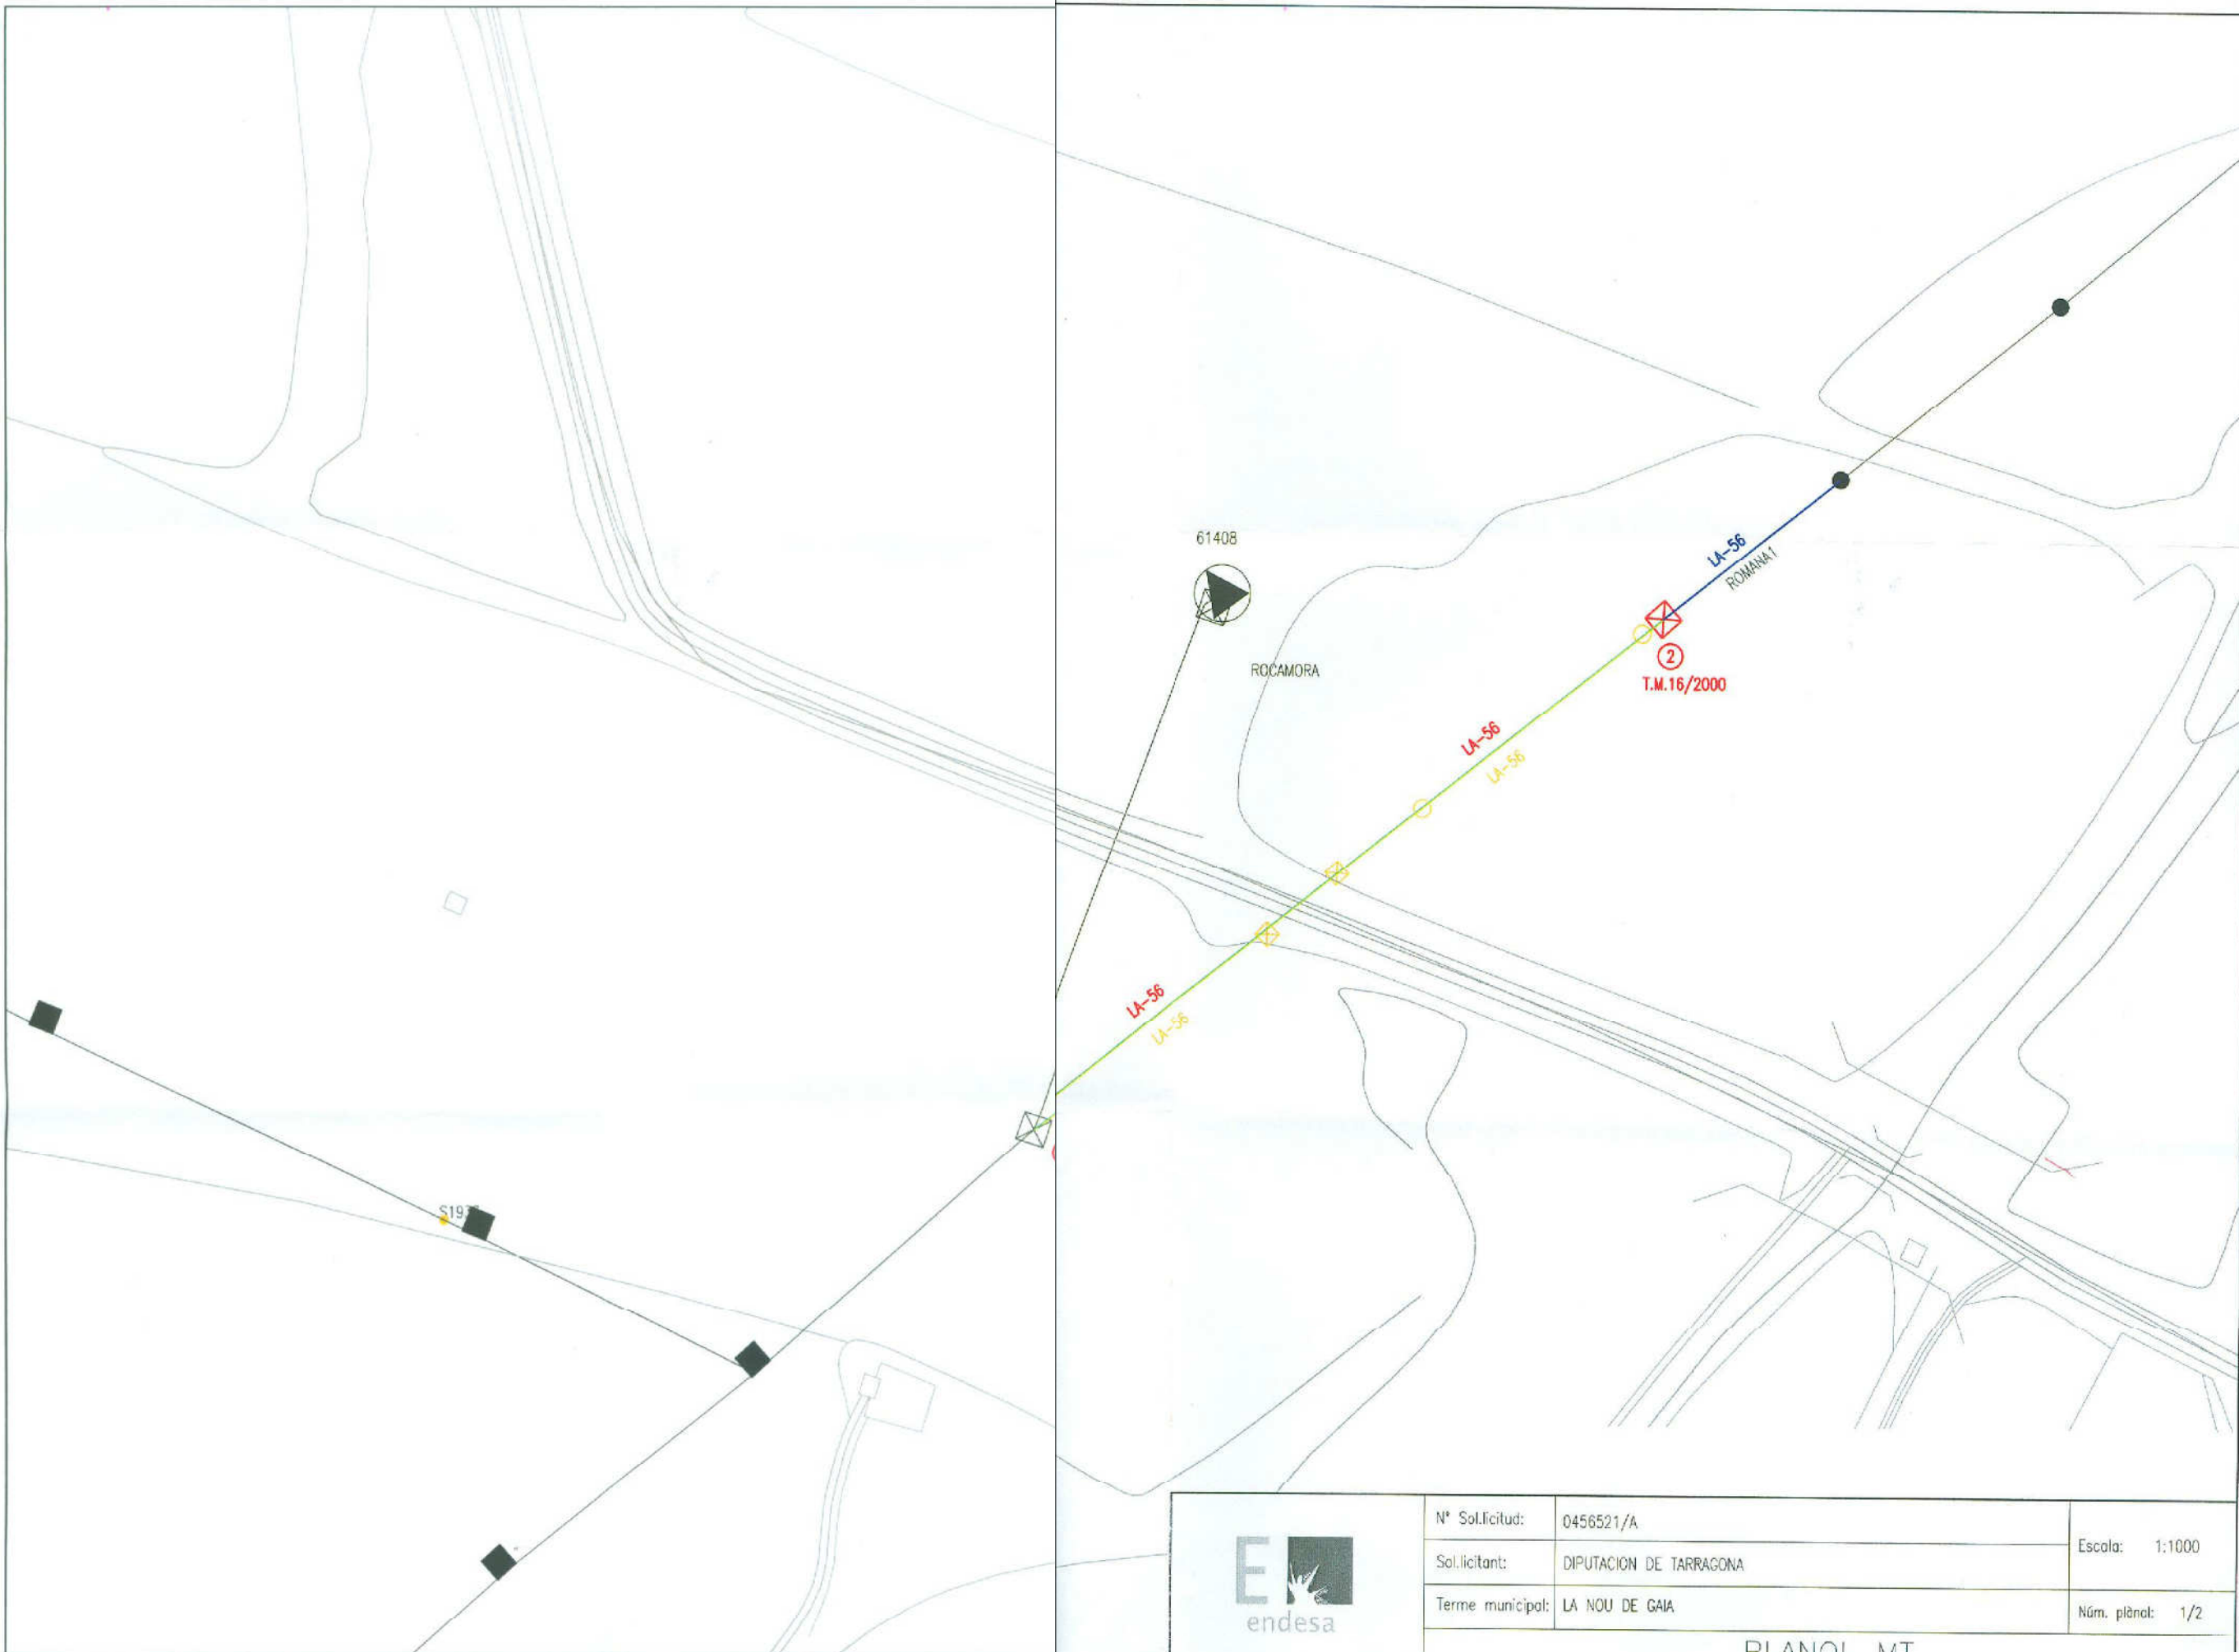 61408
ROCAMORA
LA-56
ROMANA1
2
T.M.16/2000
LA-56
LA-56
LA-56
LA-56
E
endesa
N° Sol.licitud: 0456521/A
Sol.licitant: DIPUTACION DE TARRAGONA
Terme municipal: LA NOU DE GAIA
Escala: 1:1000
Núm. plànol: 1/2
PLANOL MT